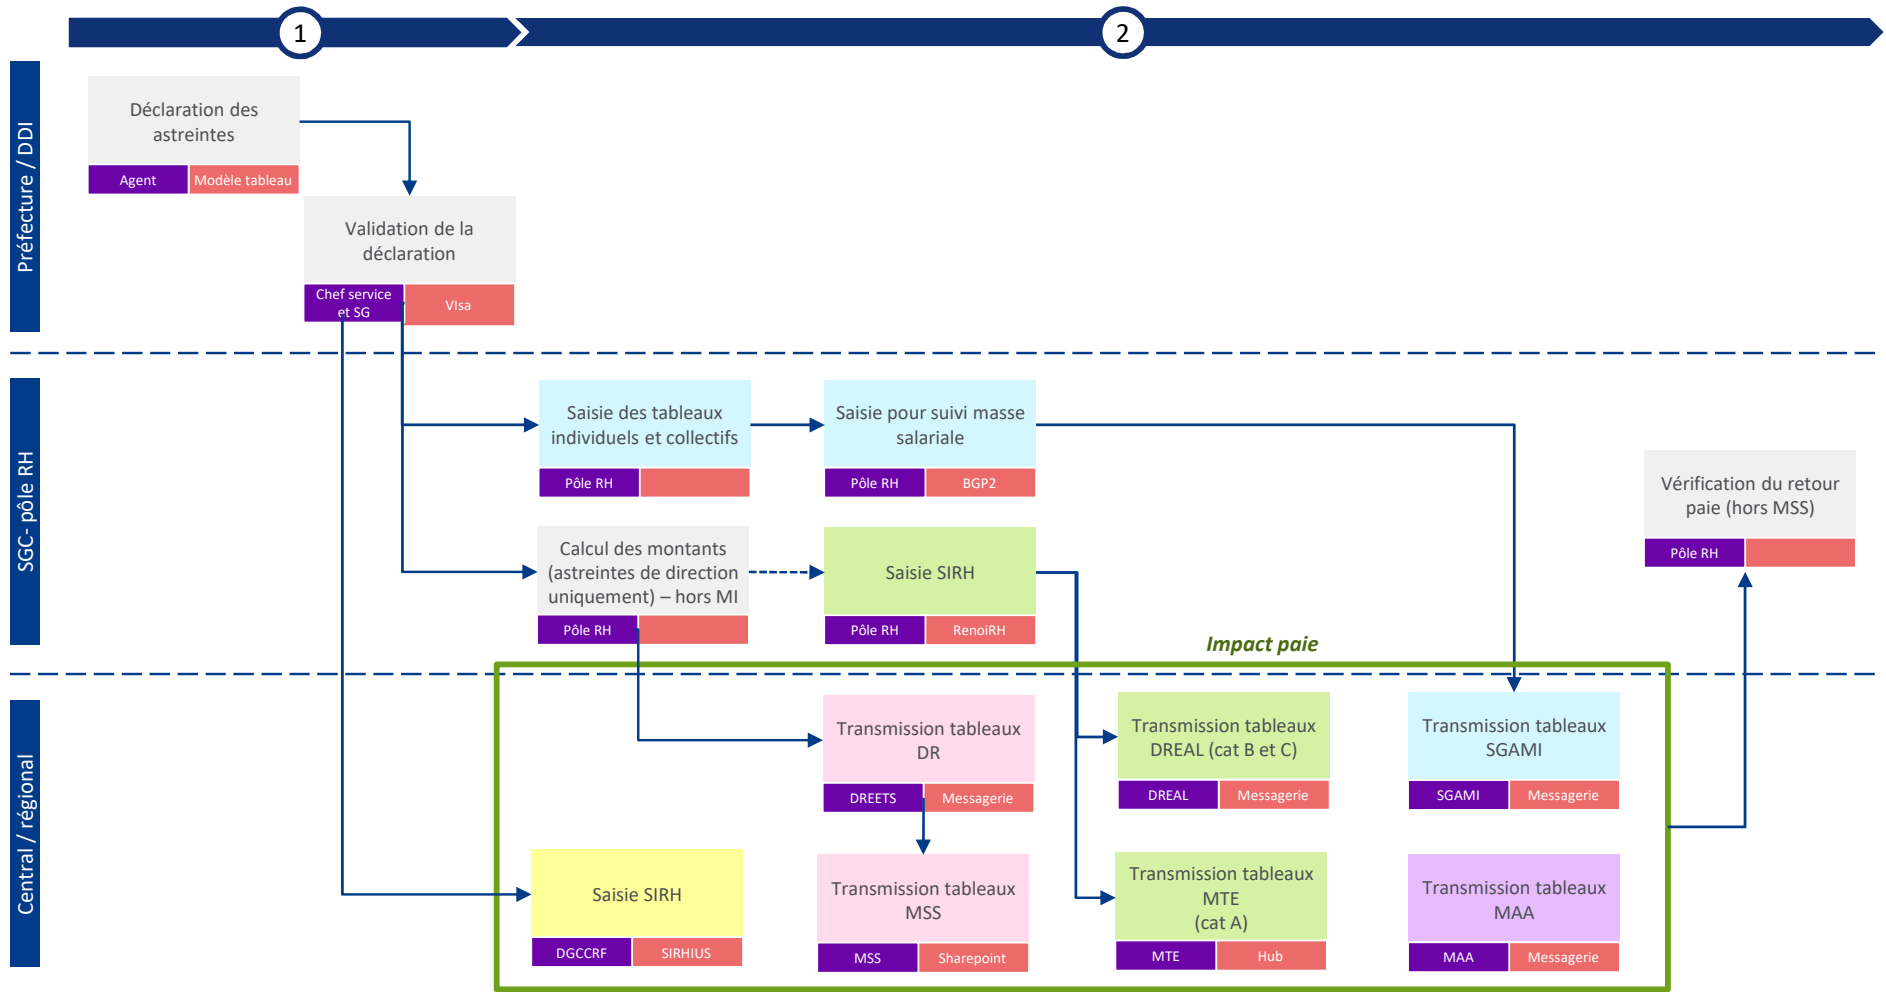 1
2
Préfecture / DDI
Déclaration des
astreintes
Agent
Modèle tableau
Validation de la
déclaration
Chef service
et SG
VIsa
SGC- pôle RH
Saisie des tableaux
individuels et collectifs
Pôle RH
Saisie pour suivi masse
salariale
Pôle RH
BGP2
Calcul des montants
(astreintes de direction
uniquement) – hors MI
Pôle RH
Saisie SIRH
Pôle RH
RenoiRH
Vérification du retour
paie (hors MSS)
Pôle RH
Impact paie
Central / régional
Transmission tableaux
DR
DREETS
Messagerie
Transmission tableaux
DREAL (cat B et C)
DREAL
Messagerie
Transmission tableaux
SGAMI
SGAMI
Messagerie
Saisie SIRH
DGCCRF
SIRHIUS
Transmission tableaux
MSS
MSS
Sharepoint
Transmission tableaux
MTE
(cat A)
MTE
Hub
Transmission tableaux
MAA
MAA
Messagerie